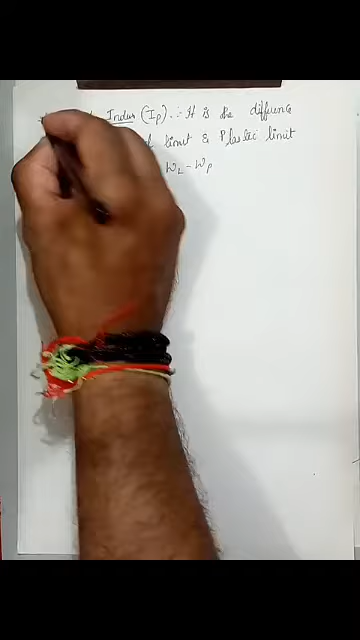 Index (Ip) :- It is the difference
limit & Plastic limit
WL - Wp